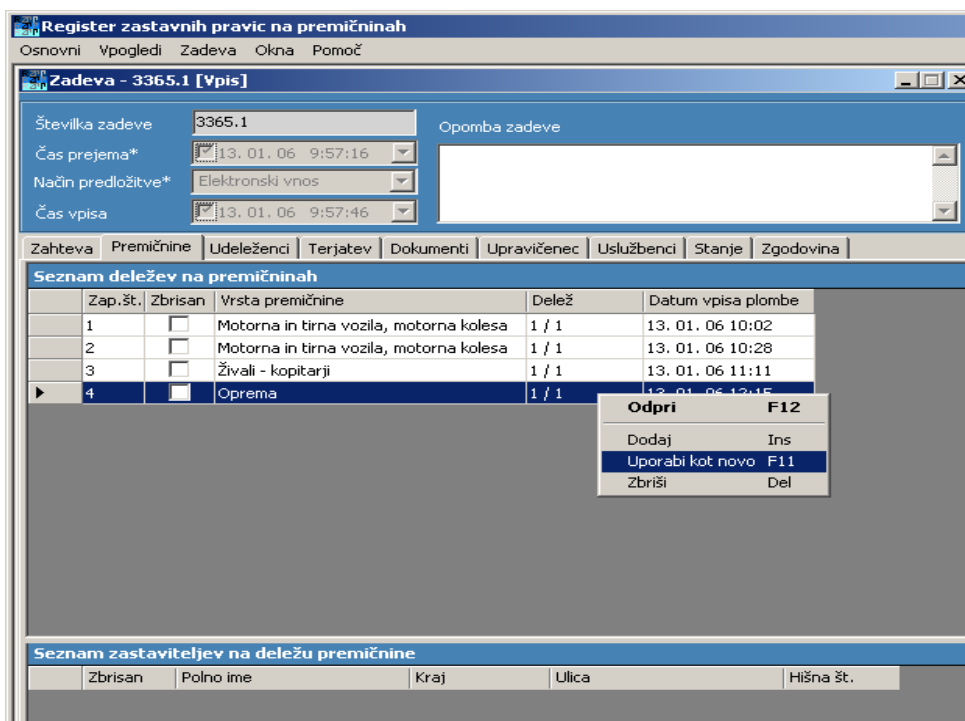 Register zastavnih pravic na premičninah
Osnovni Vpogledi Zadeva Okna Pomoč
Zadeva - 3365.1 [Vpis]
Številka zadeve 3365.1 Opomba zadeve
Čas prejema* 13. 01. 06 9:57:16
Način predložitve* Elektronski vnos
Čas vpisa 13. 01. 06 9:57:46
Zahteva Premičnine Udeleženci Terjatev Dokumenti Upravičenec Uslužbenci Stanje Zgodovina
Seznam deležev na premičninah
Zap.št. Zbrisan Vrsta premičnine Delež Datum vpisa plombe
1 Motorna in tirna vozila, motorna kolesa 1 / 1 13. 01. 06 10:02
2 Motorna in tirna vozila, motorna kolesa 1 / 1 13. 01. 06 10:28
3 Živali - kopitarji 1 / 1 13. 01. 06 11:11
4 Oprema 1 / 1
Odpri F12
Dodaj Ins
Uporabi kot novo F11
Zbriši Del
Seznam zastaviteljev na deležu premičnine
Zbrisan Polno ime Kraj Ulica Hišna št.